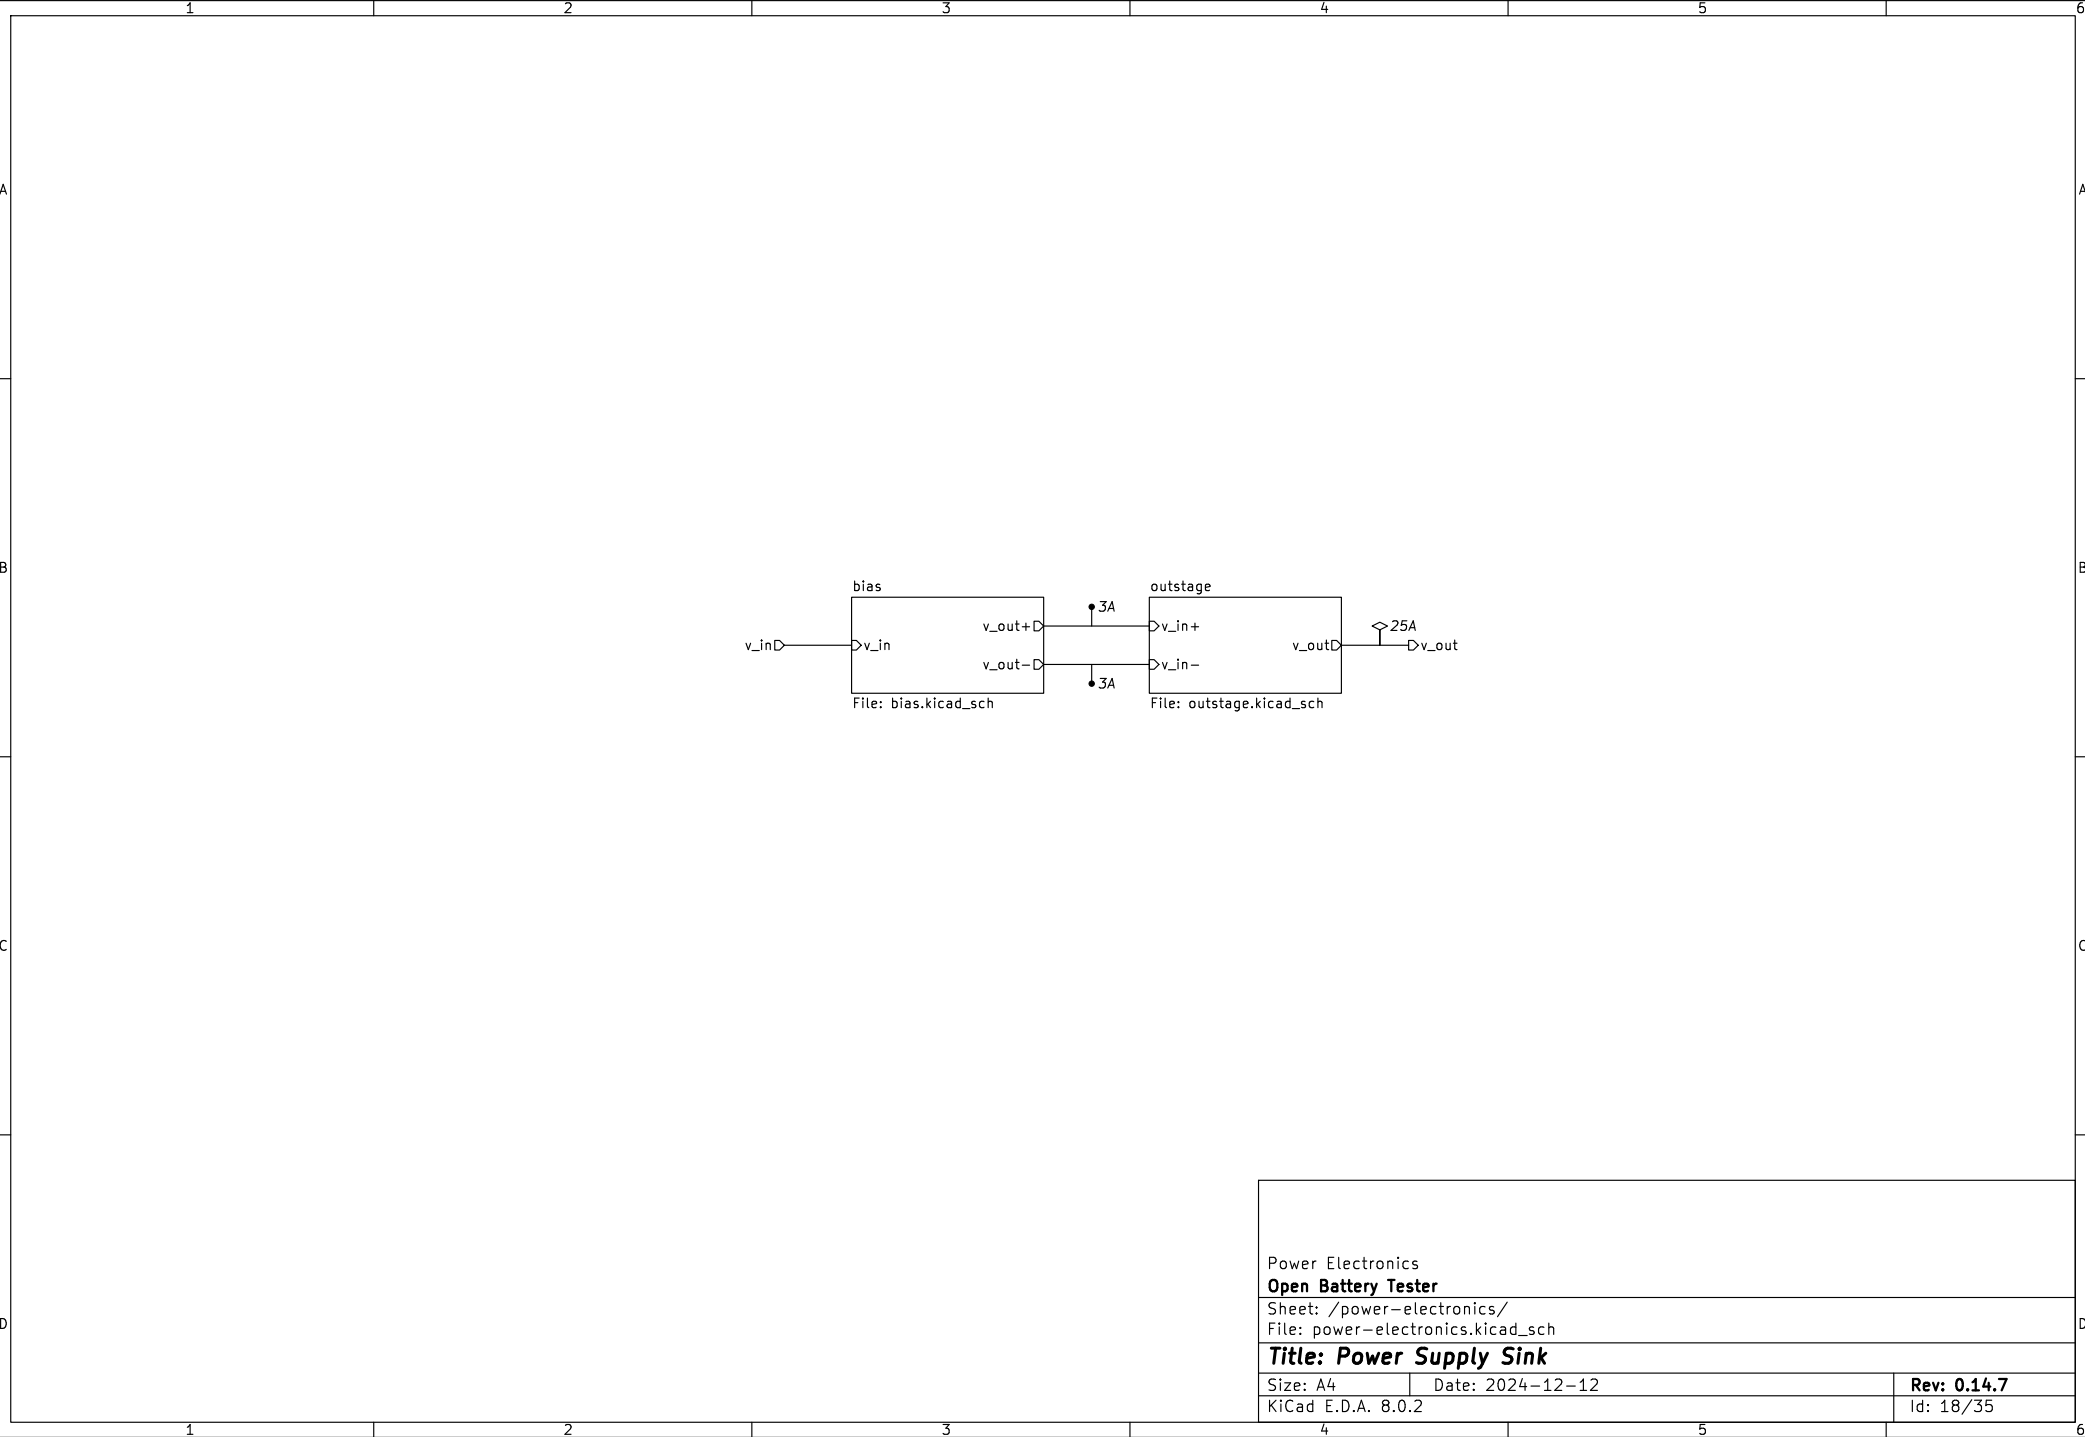 1 2 3 4 5 6
A A
bias outstage
3A
v_out+ v_in+ 25A
v_in v_in v_out v_out
v_out- v_in-
3A
File: bias.kicad_sch File: outstage.kicad_sch
B B
C C
Power Electronics
Open Battery Tester
Sheet: /power-electronics/
File: power-electronics.kicad_sch
D D
Title: Power Supply Sink
Size: A4 Date: 2024-12-12 Rev: 0.14.7
KiCad E.D.A. 8.0.2 Id: 18/35
1 2 3 4 5 6